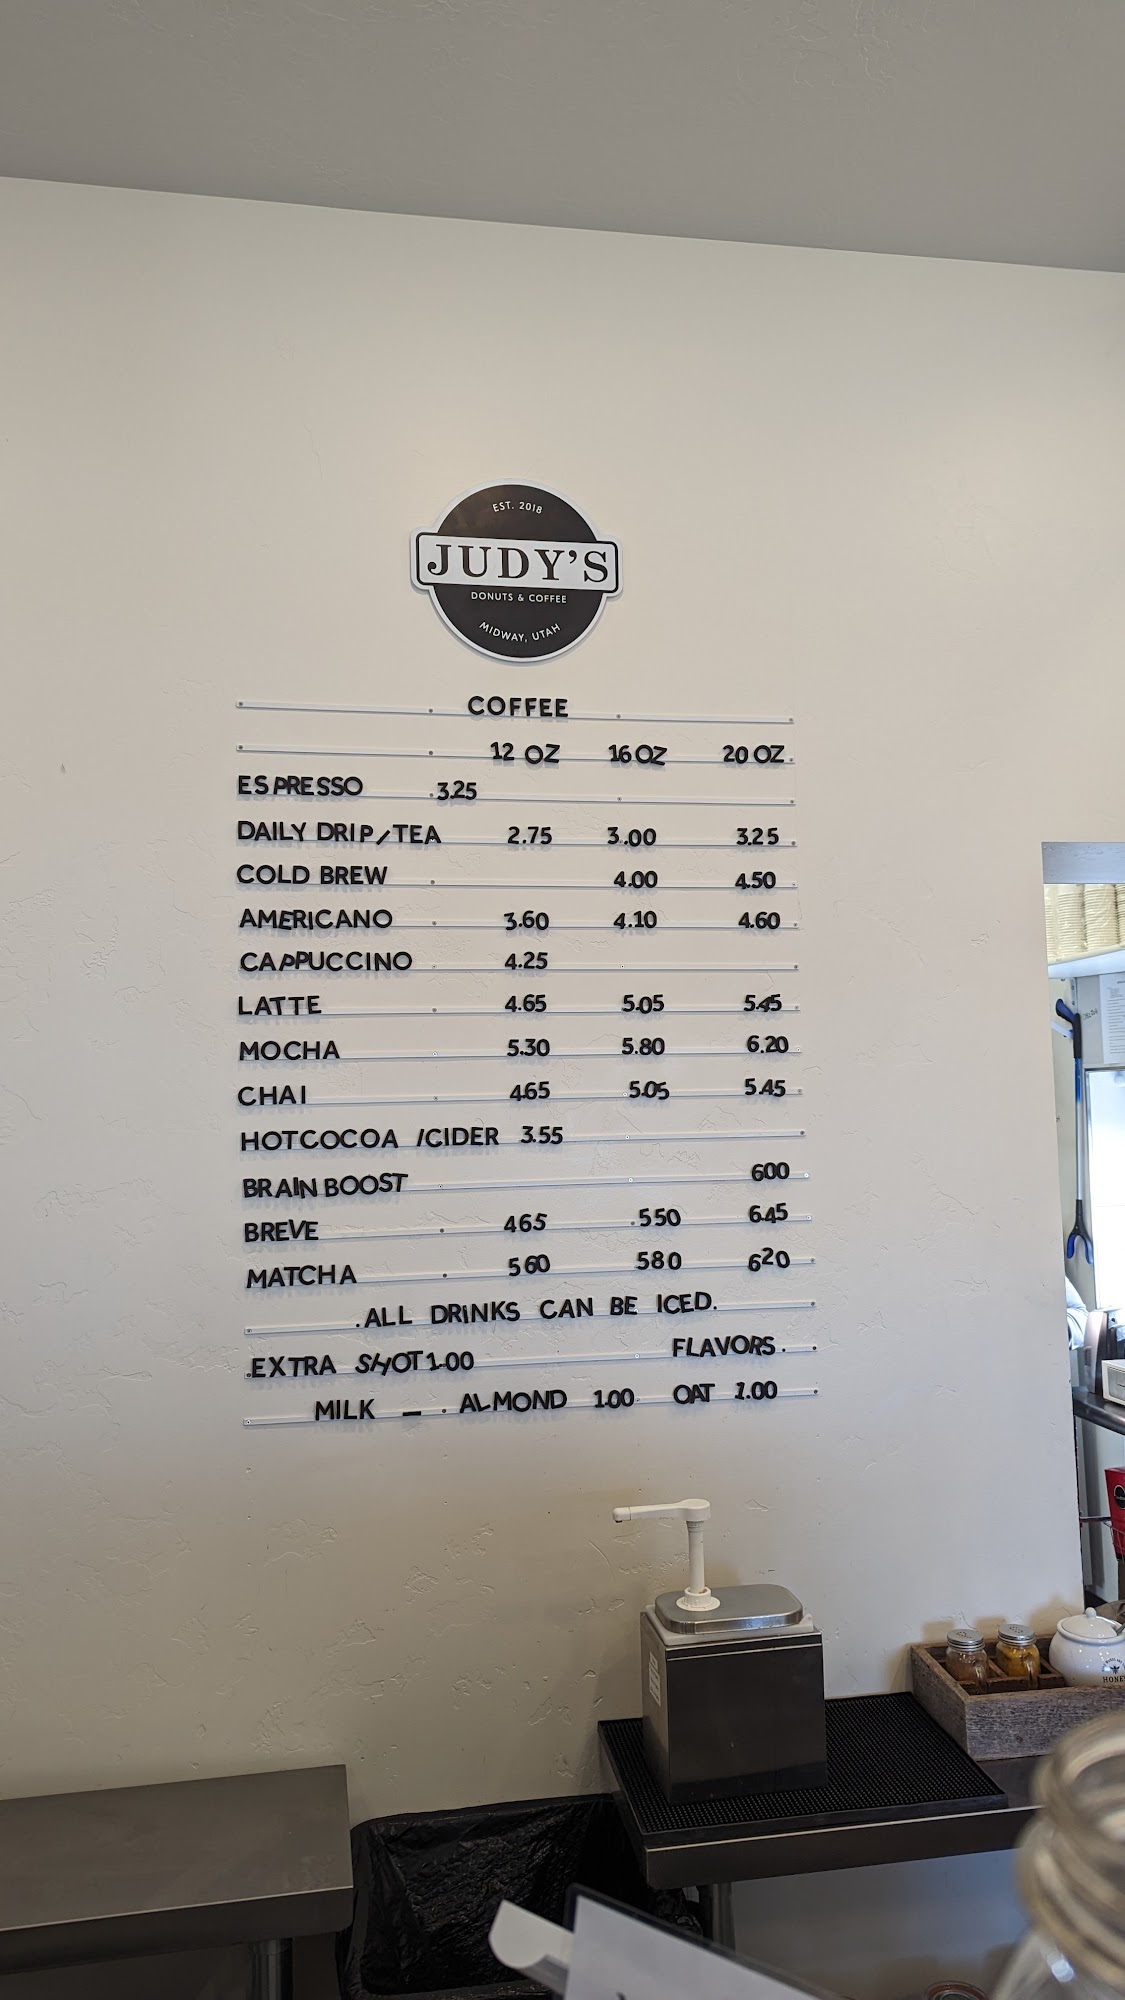 EST. 2018
JUDY'S
DONUTS & COFFEE
MIDWAY, UTAH
COFFEE
12 OZ 16 OZ 20 OZ
ESPRESSO 3.25
DAILY DRIP/TEA 2.75 3.00 3.25
COLD BREW 4.00 4.50
AMERICANO 3.60 4.10 4.60
CAPPUCCINO 4.25
LATTE 4.65 5.05 5.45
MOCHA 5.30 5.80 6.20
CHAI 4.65 5.05 5.45
HOTCOCOA /CIDER 3.55
BRAIN BOOST 600
BREVE 465 550 645
MATCHA 560 580 620
.ALL DRINKS CAN BE ICED.
EXTRA SHOT 1.00 FLAVORS.
MILK – ALMOND 1.00 OAT 1.00
HONEY